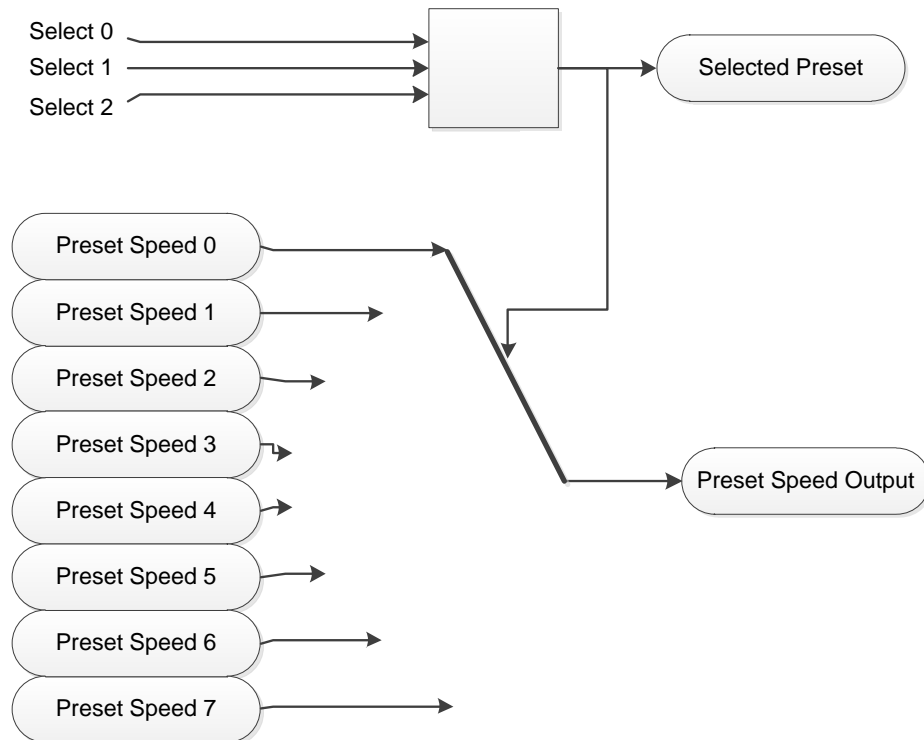 Select 0
Select 1
Select 2
Selected Preset
Preset Speed 0
Preset Speed 1
Preset Speed 2
Preset Speed 3
Preset Speed 4
Preset Speed 5
Preset Speed 6
Preset Speed 7
Preset Speed Output